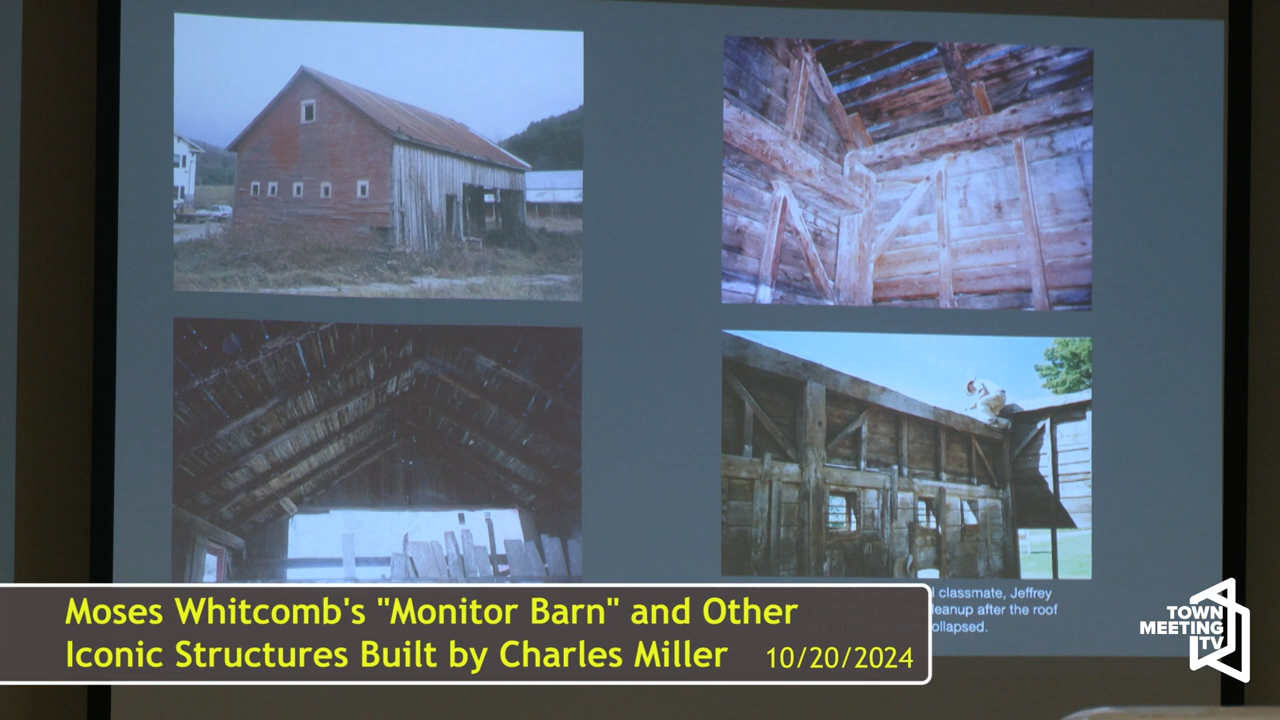 l classmate, Jeffrey
leanup after the roof
ollapsed.
Moses Whitcomb's "Monitor Barn" and Other
Iconic Structures Built by Charles Miller 10/20/2024
TOWN
MEETING
TV